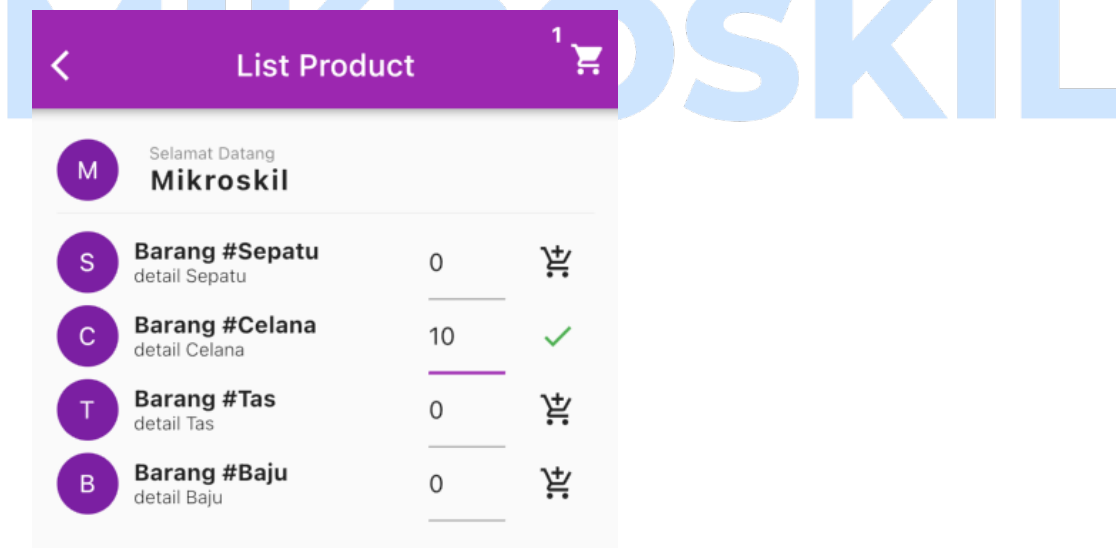 MIKROSKIL
1
List Product
M
Selamat Datang
Mikroskil
S
Barang #Sepatu
detail Sepatu
0
C
Barang #Celana
detail Celana
10
T
Barang #Tas
detail Tas
0
B
Barang #Baju
detail Baju
0